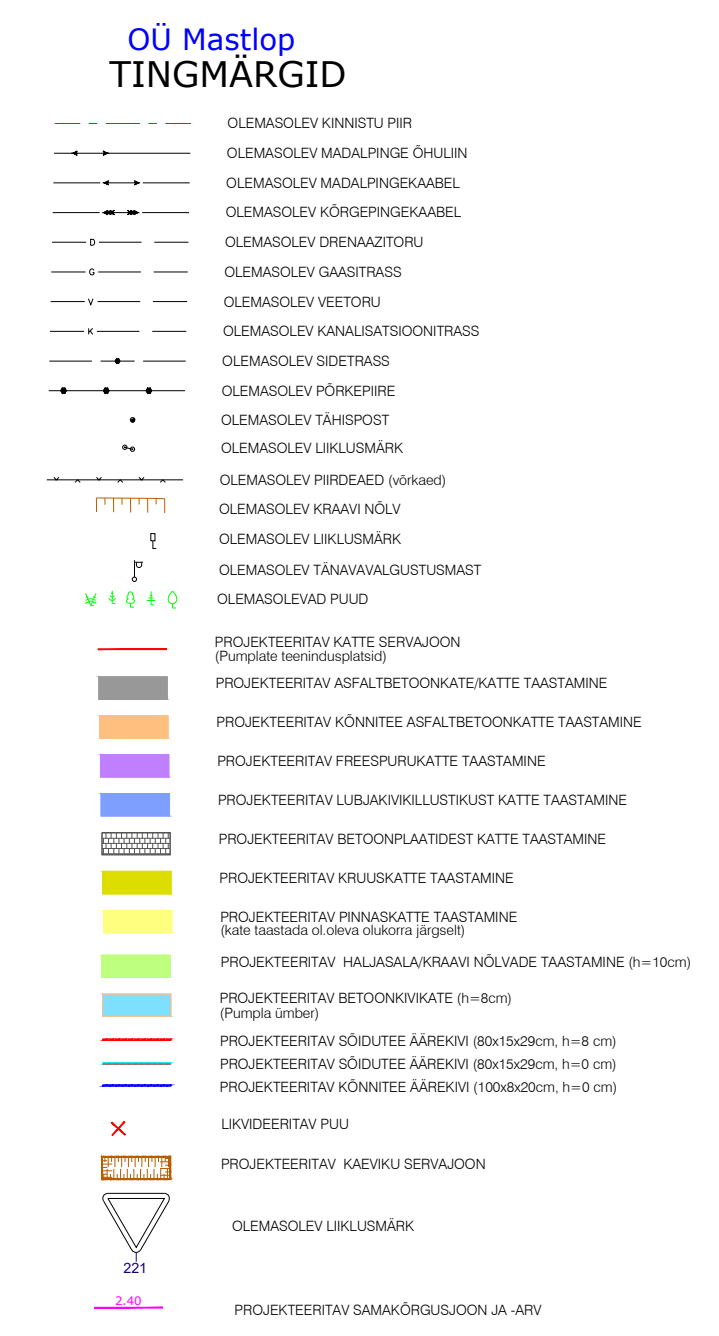 OÜ Mastlop
TINGMÄRGID
OLEMASOLEV KINNISTU PIIR
OLEMASOLEV MADALPINGE ÕHULIIN
OLEMASOLEV MADALPINGEKAABEL
OLEMASOLEV KÕRGEPINGEKAABEL
D OLEMASOLEV DRENAAZITORU
G OLEMASOLEV GAASITRASS
V OLEMASOLEV VEETORU
K OLEMASOLEV KANALISATSIOONITRASS
OLEMASOLEV SIDETRASS
OLEMASOLEV PÕRKEPIIRE
OLEMASOLEV TÄHISPOST
OLEMASOLEV LIIKLUSMÄRK
OLEMASOLEV PIIRDEAED (võrkaed)
OLEMASOLEV KRAAVI NÕLV
OLEMASOLEV LIIKLUSMÄRK
OLEMASOLEV TÄNAVAVALGUSTUSMAST
OLEMASOLEVAD PUUD
PROJEKTEERITAV KATTE SERVAJOON
(Pumplate teenindusplatsid)
PROJEKTEERITAV ASFALTBETOONKATE/KATTE TAASTAMINE
PROJEKTEERITAV KÕNNITEE ASFALTBETOONKATTE TAASTAMINE
PROJEKTEERITAV FREESPURUKATTE TAASTAMINE
PROJEKTEERITAV LUBJAKIVIKILLUSTIKUST KATTE TAASTAMINE
PROJEKTEERITAV BETOONPLAATIDEST KATTE TAASTAMINE
PROJEKTEERITAV KRUUSKATTE TAASTAMINE
PROJEKTEERITAV PINNASKATTE TAASTAMINE
(kate taastada ol.oleva olukorra järgselt)
PROJEKTEERITAV HALJASALA/KRAAVI NÕLVADE TAASTAMINE (h=10cm)
PROJEKTEERITAV BETOONKIVIKATE (h=8cm)
(Pumpla ümber)
PROJEKTEERITAV SÕIDUTEE ÄÄREKIVI (80x15x29cm, h=8 cm)
PROJEKTEERITAV SÕIDUTEE ÄÄREKIVI (80x15x29cm, h=0 cm)
PROJEKTEERITAV KÕNNITEE ÄÄREKIVI (100x8x20cm, h=0 cm)
LIKVIDEERITAV PUU
PROJEKTEERITAV KAEVIKU SERVAJOON
OLEMASOLEV LIIKLUSMÄRK
221
2.40
PROJEKTEERITAV SAMAKÕRGUSJOON JA -ARV